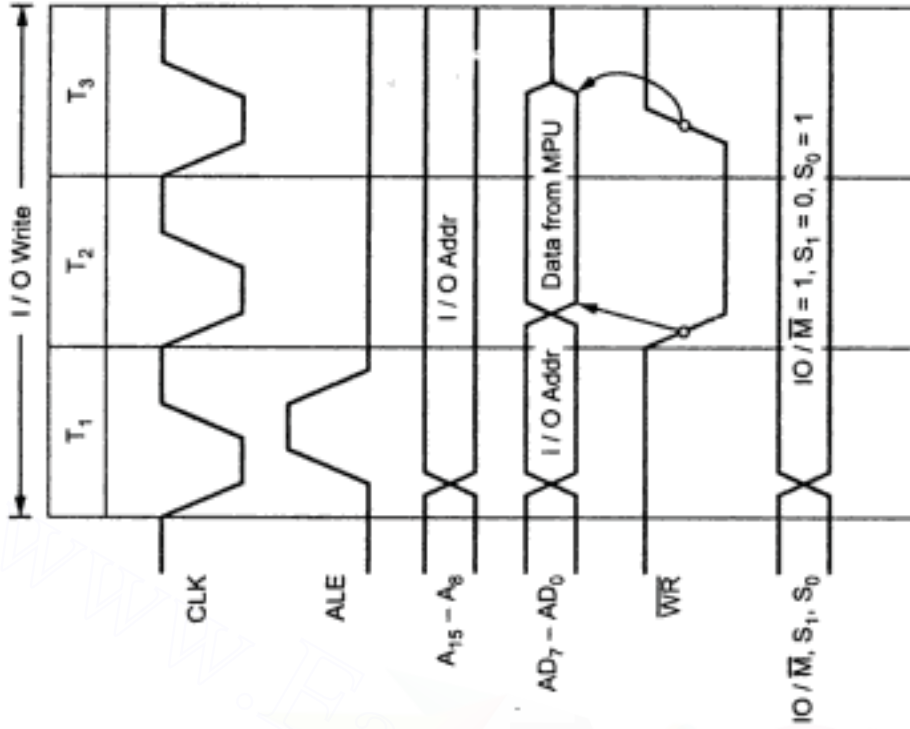 I / O Write
T₁ T₂ T₃
CLK
ALE
A₁₅ – A₈ I / O Addr
AD₇ – AD₀ I / O Addr Data from MPU
W̅R̅
IO / M̅, S₁, S₀ IO / M̅ = 1, S₁ = 0, S₀ = 1